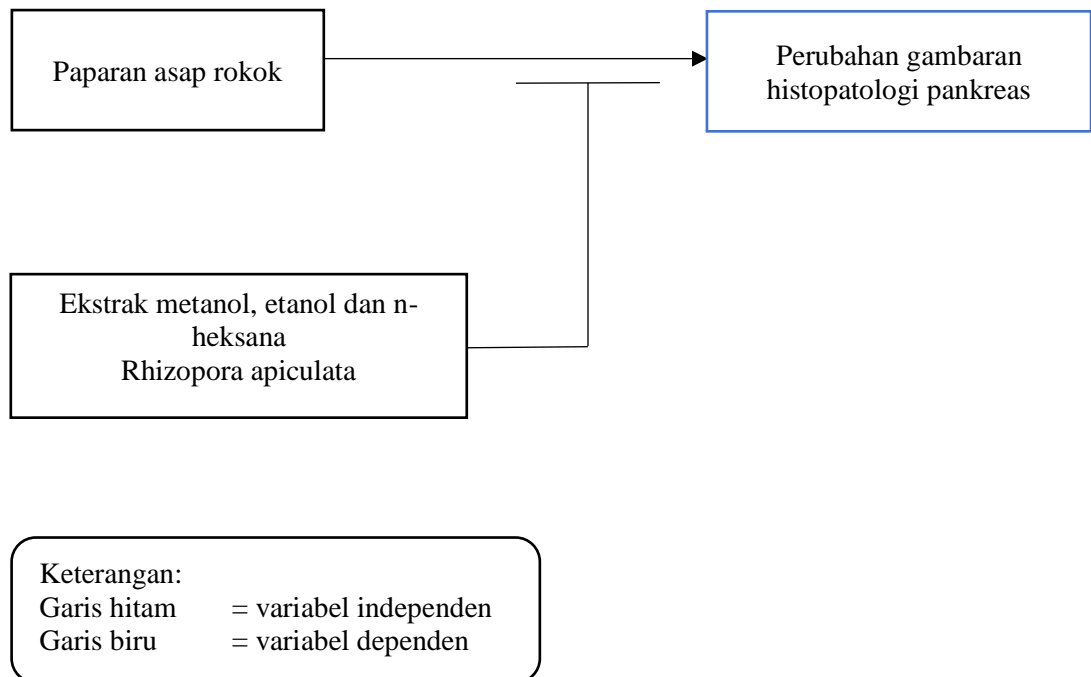 Paparan asap rokok
Perubahan gambaran
histopatologi pankreas
Ekstrak metanol, etanol dan n-
heksana
Rhizopora apiculata
Keterangan:
Garis hitam = variabel independen
Garis biru = variabel dependen